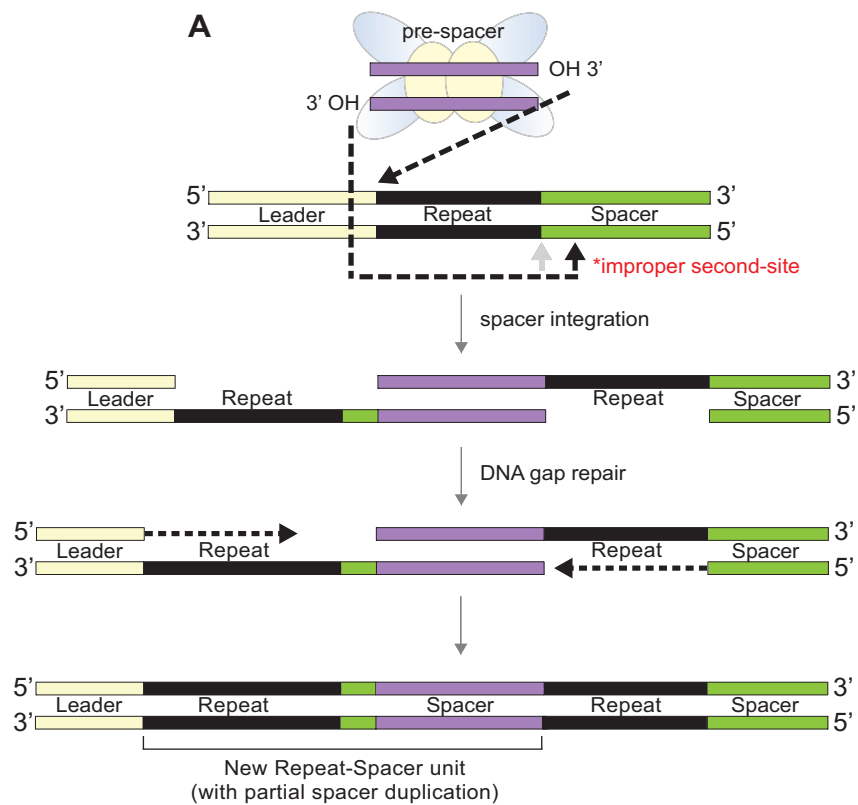 A
pre-spacer
OH 3’
3’ OH
5’ 3’
Leader Repeat Spacer
3’ 5’
*improper second-site
spacer integration
5’ 3’
Leader Repeat Repeat Spacer
3’ 5’
DNA gap repair
5’ 3’
Leader Repeat Repeat Spacer
3’ 5’
5’ 3’
Leader Repeat Spacer Repeat Spacer
3’ 5’
New Repeat-Spacer unit
(with partial spacer duplication)